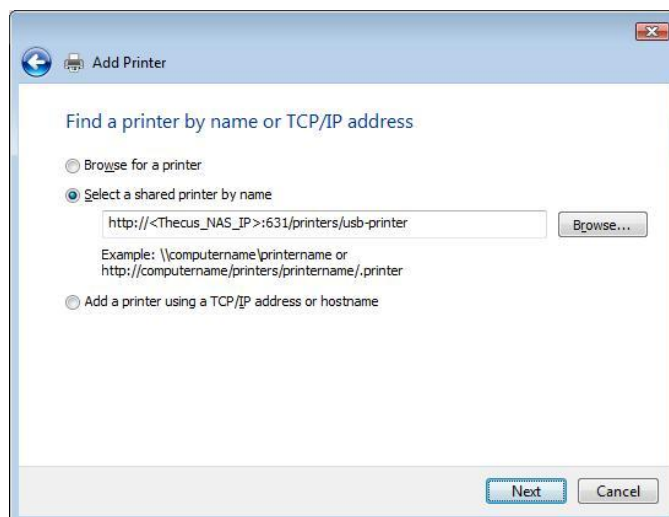 Add Printer
Find a printer by name or TCP/IP address
Browse for a printer
Select a shared printer by name
http://<Thecus_NAS_IP>:631/printers/usb-printer
Browse...
Example: \\computername\printername or
http://computername/printers/printername/.printer
Add a printer using a TCP/IP address or hostname
Next
Cancel